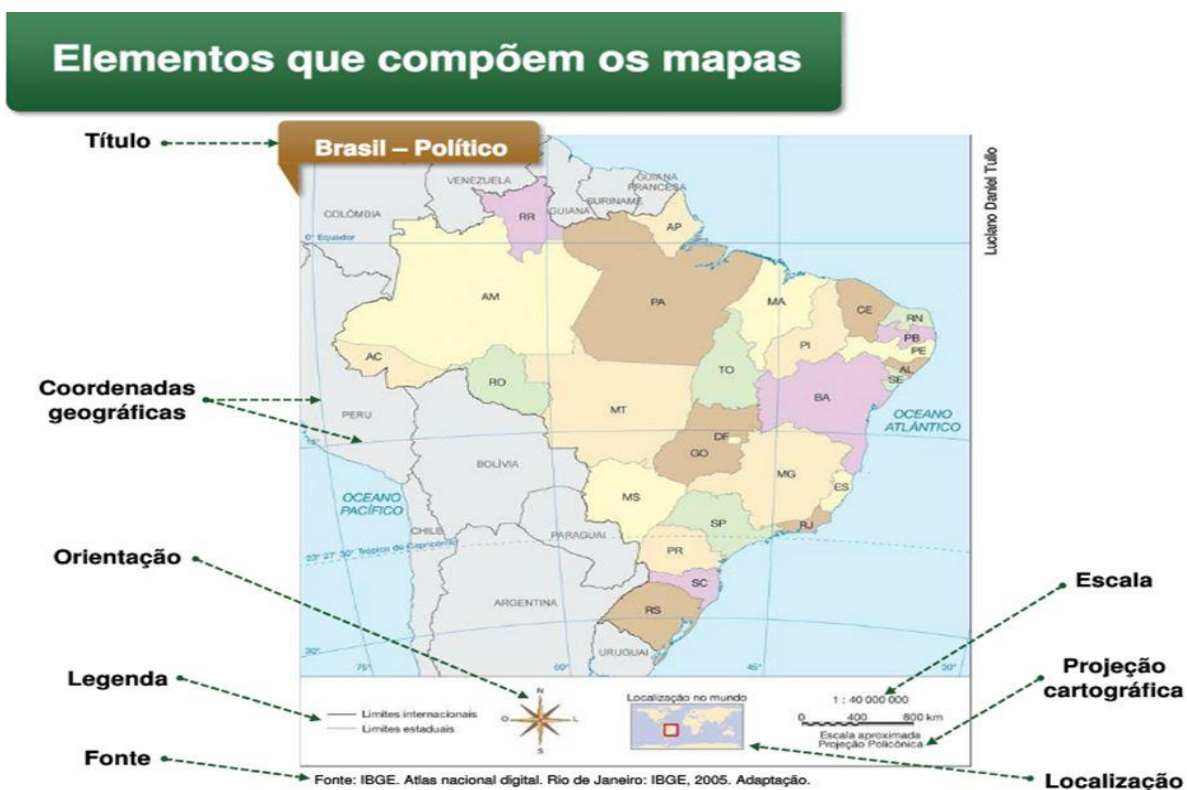 Elementos que compõem os mapas
Título
Brasil – Político
Luciano Daniel Tulio
VENEZUELA
GUIANA
SURINAME
GUIANA
FRANCESA
COLÔMBIA
RR
AP
0° Equador
AM
PA
MA
CE
RN
PB
PE
PI
AC
AL
SE
TO
RO
BA
Coordenadas
geográficas
MT
PERU
OCEANO
ATLÂNTICO
15°
DF
GO
BOLÍVIA
MG
OCEANO
PACÍFICO
MS
ES
SP
RJ
CHILE
PARAGUAI
23° 27' 30" Trópico de Capricórnio
PR
Orientação
SC
Escala
ARGENTINA
RS
URUGUAI
30°
75°
60°
45°
30°
Legenda
Projeção
cartográfica
N
O
L
S
Limites internacionais
Limites estaduais
Localização no mundo
1 : 40 000 000
0 400 800 km
Escala aproximada
Projeção Policônica
Fonte
Fonte: IBGE. Atlas nacional digital. Rio de Janeiro: IBGE, 2005. Adaptação.
Localização